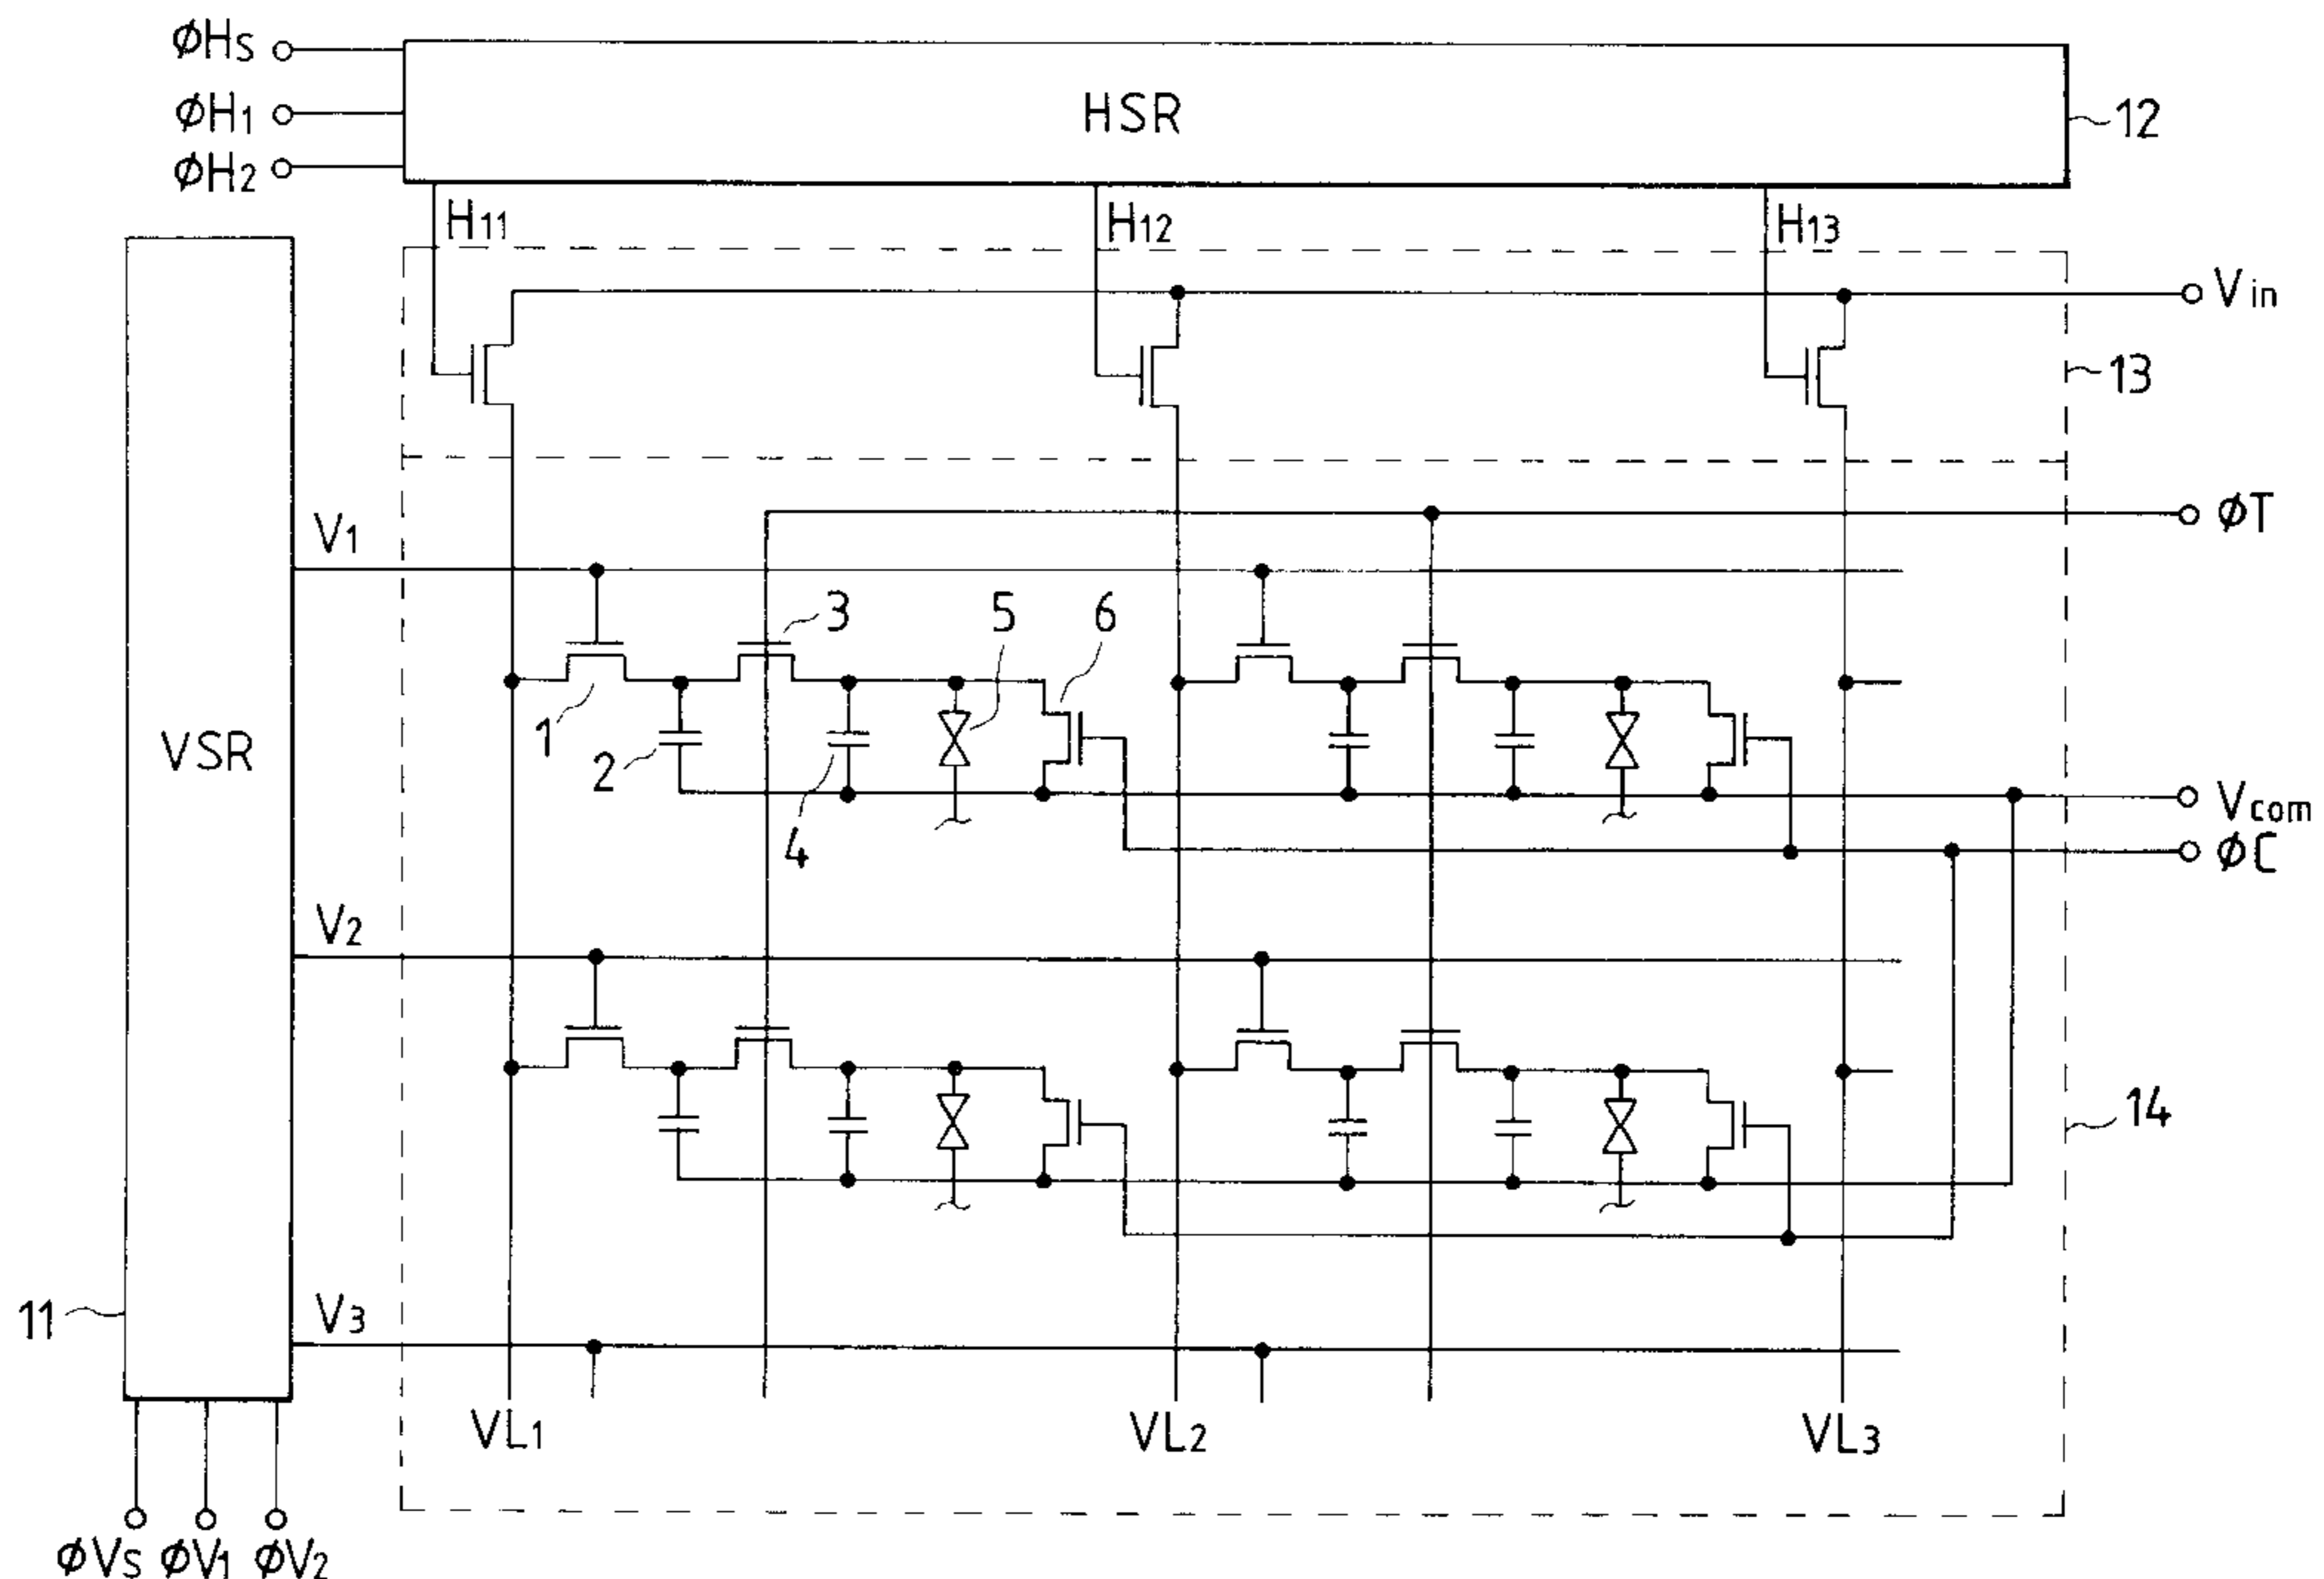 ϕHS
ϕH1
HSR
12
ϕH2
H11
H12
H13
Vin
13
ϕT
V1
3
5
6
1
2
VSR
4
Vcom
ϕC
V2
14
V3
11
VL1
VL2
VL3
ϕVS ϕV1 ϕV2